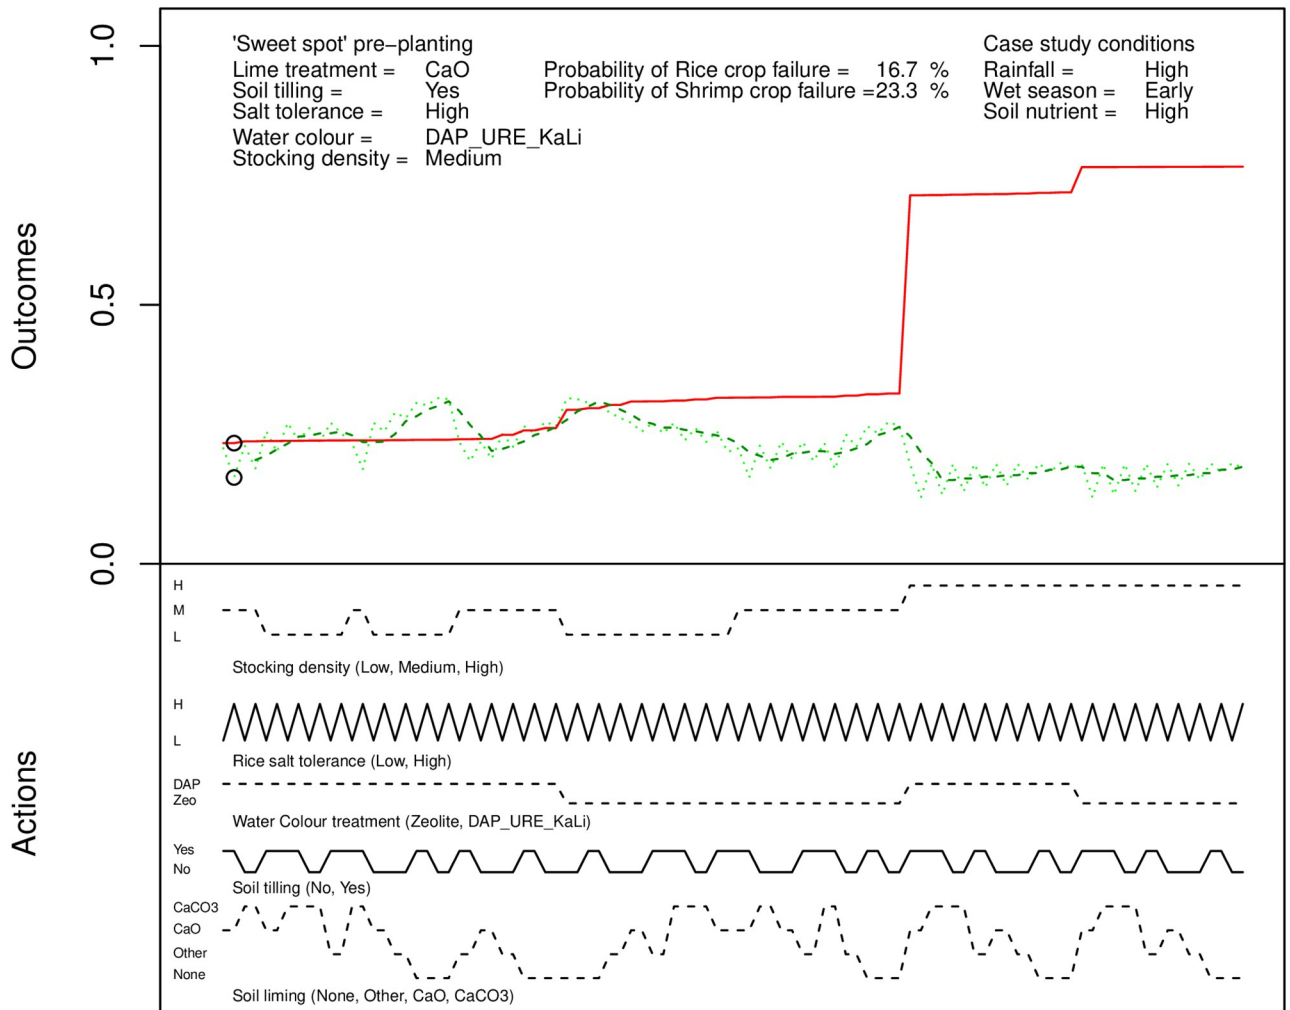 'Sweet spot' pre−planting
Lime treatment = CaO
Soil tilling = Yes
Salt tolerance = High
Water colour = DAP_URE_KaLi
Stocking density = Medium
Probability of Rice crop failure = 16.7 %
Probability of Shrimp crop failure =23.3 %
Case study conditions
Rainfall = High
Wet season = Early
Soil nutrient = High
1.0
0.5
0.0
Outcomes
Actions
H
M
L
Stocking density (Low, Medium, High)
H
L
Rice salt tolerance (Low, High)
DAP
Zeo
Water Colour treatment (Zeolite, DAP_URE_KaLi)
Yes
No
Soil tilling (No, Yes)
CaCO3
CaO
Other
None
Soil liming (None, Other, CaO, CaCO3)